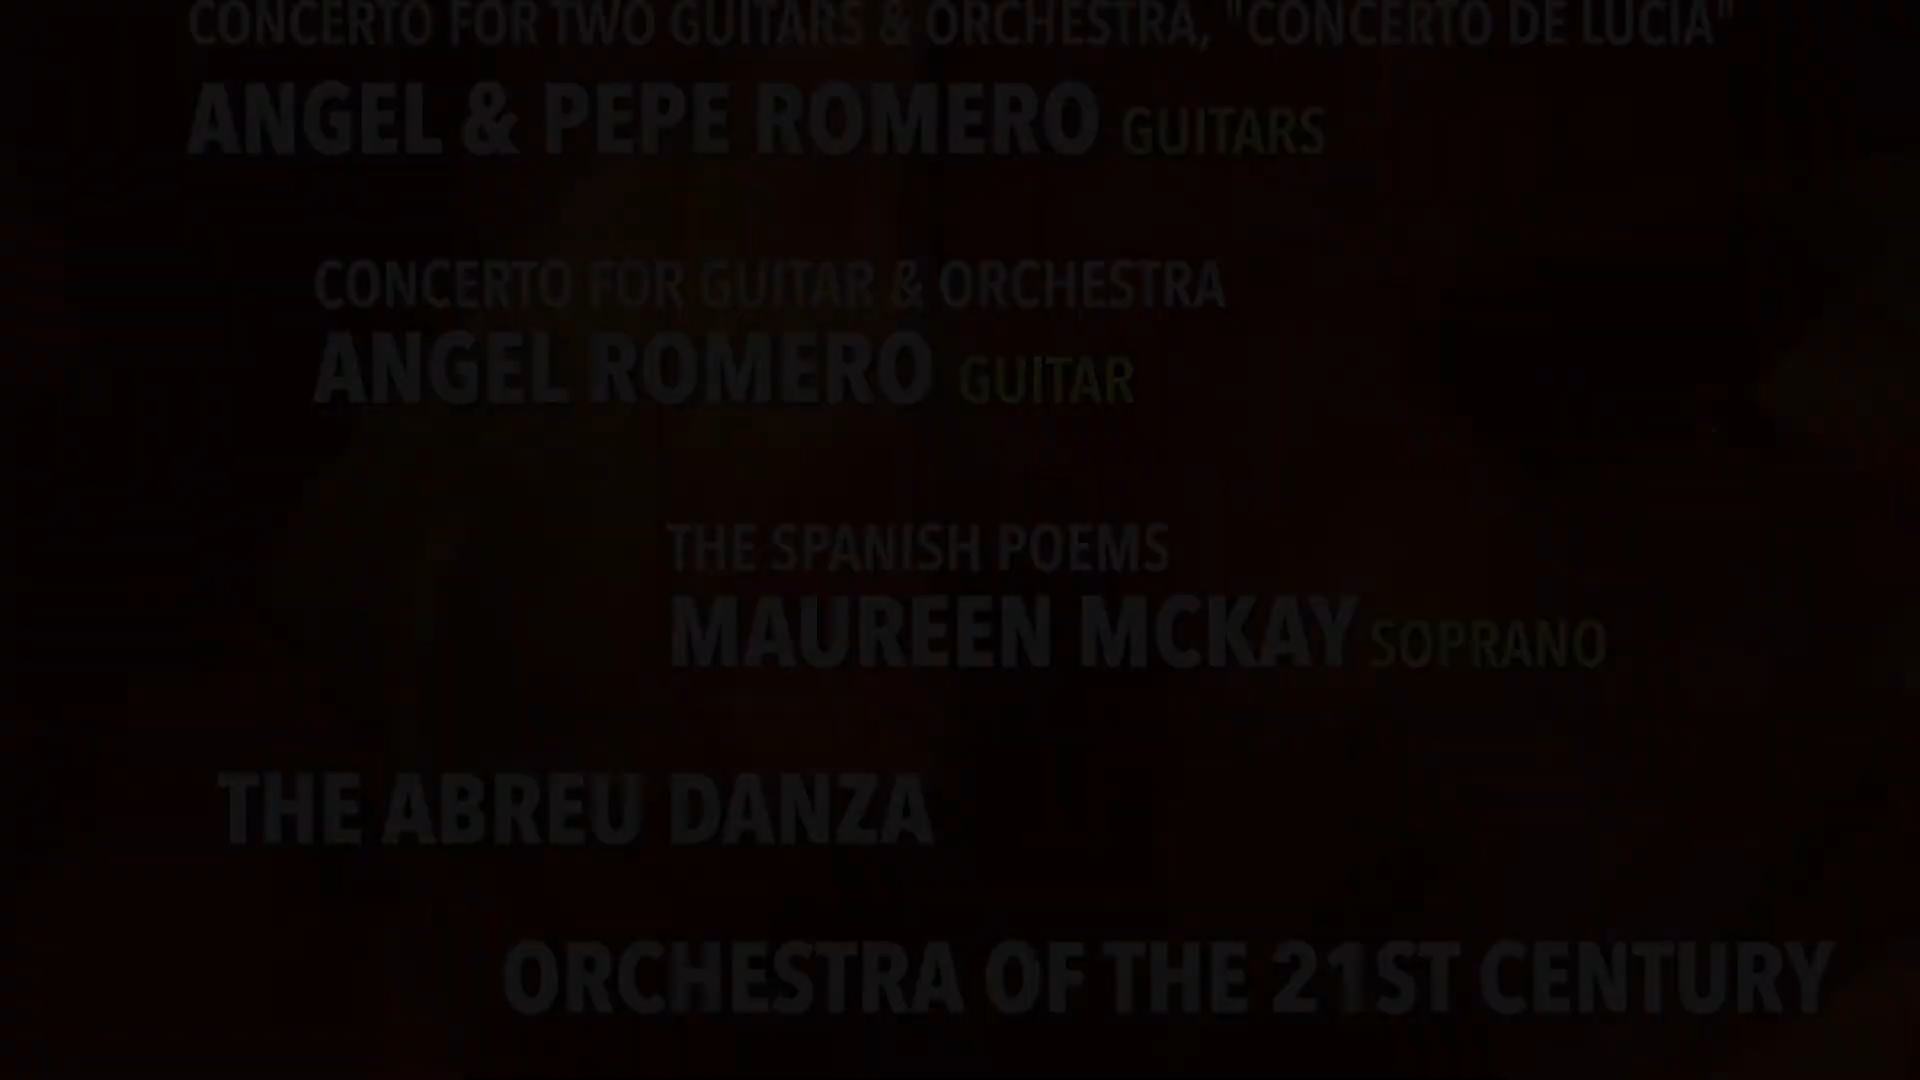 CONCERTO FOR TWO GUITARS & ORCHESTRA, "CONCERTO DE LUCIA"
ANGEL & PEPE ROMERO GUITARS
CONCERTO FOR GUITAR & ORCHESTRA
ANGEL ROMERO GUITAR
THE SPANISH POEMS
MAUREEN MCKAY SOPRANO
THE ABREU DANZA
ORCHESTRA OF THE 21ST CENTURY